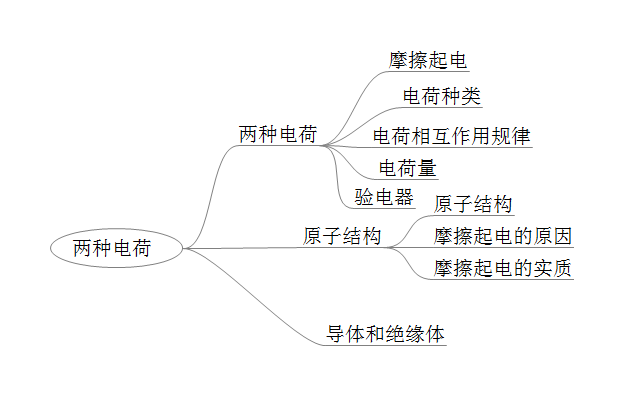 摩擦起电
电荷种类
两种电荷
电荷相互作用规律
电荷量
验电器
原子结构
原子结构
摩擦起电的原因
两种电荷
摩擦起电的实质
导体和绝缘体